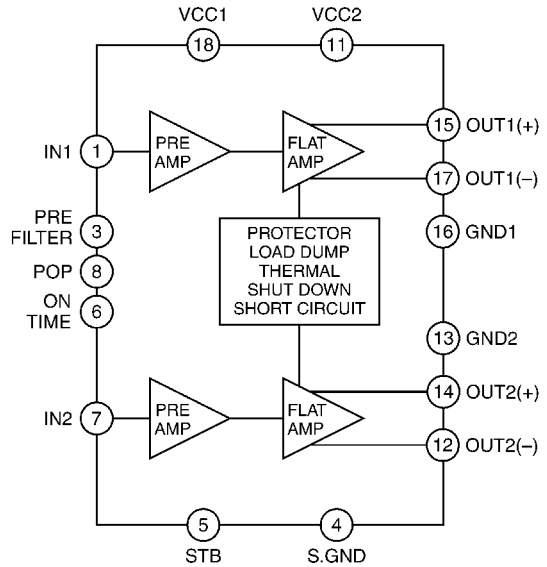 VCC1 VCC2
18 11
15 OUT1(+)
IN1 1
PRE
AMP
FLAT
AMP
17 OUT1(–)
PRE
FILTER
3
16 GND1
PROTECTOR
LOAD DUMP
THERMAL
SHUT DOWN
SHORT CIRCUIT
POP 8
ON
TIME
6
13 GND2
14 OUT2(+)
IN2 7
PRE
AMP
FLAT
AMP
12 OUT2(–)
5 4
STB S.GND